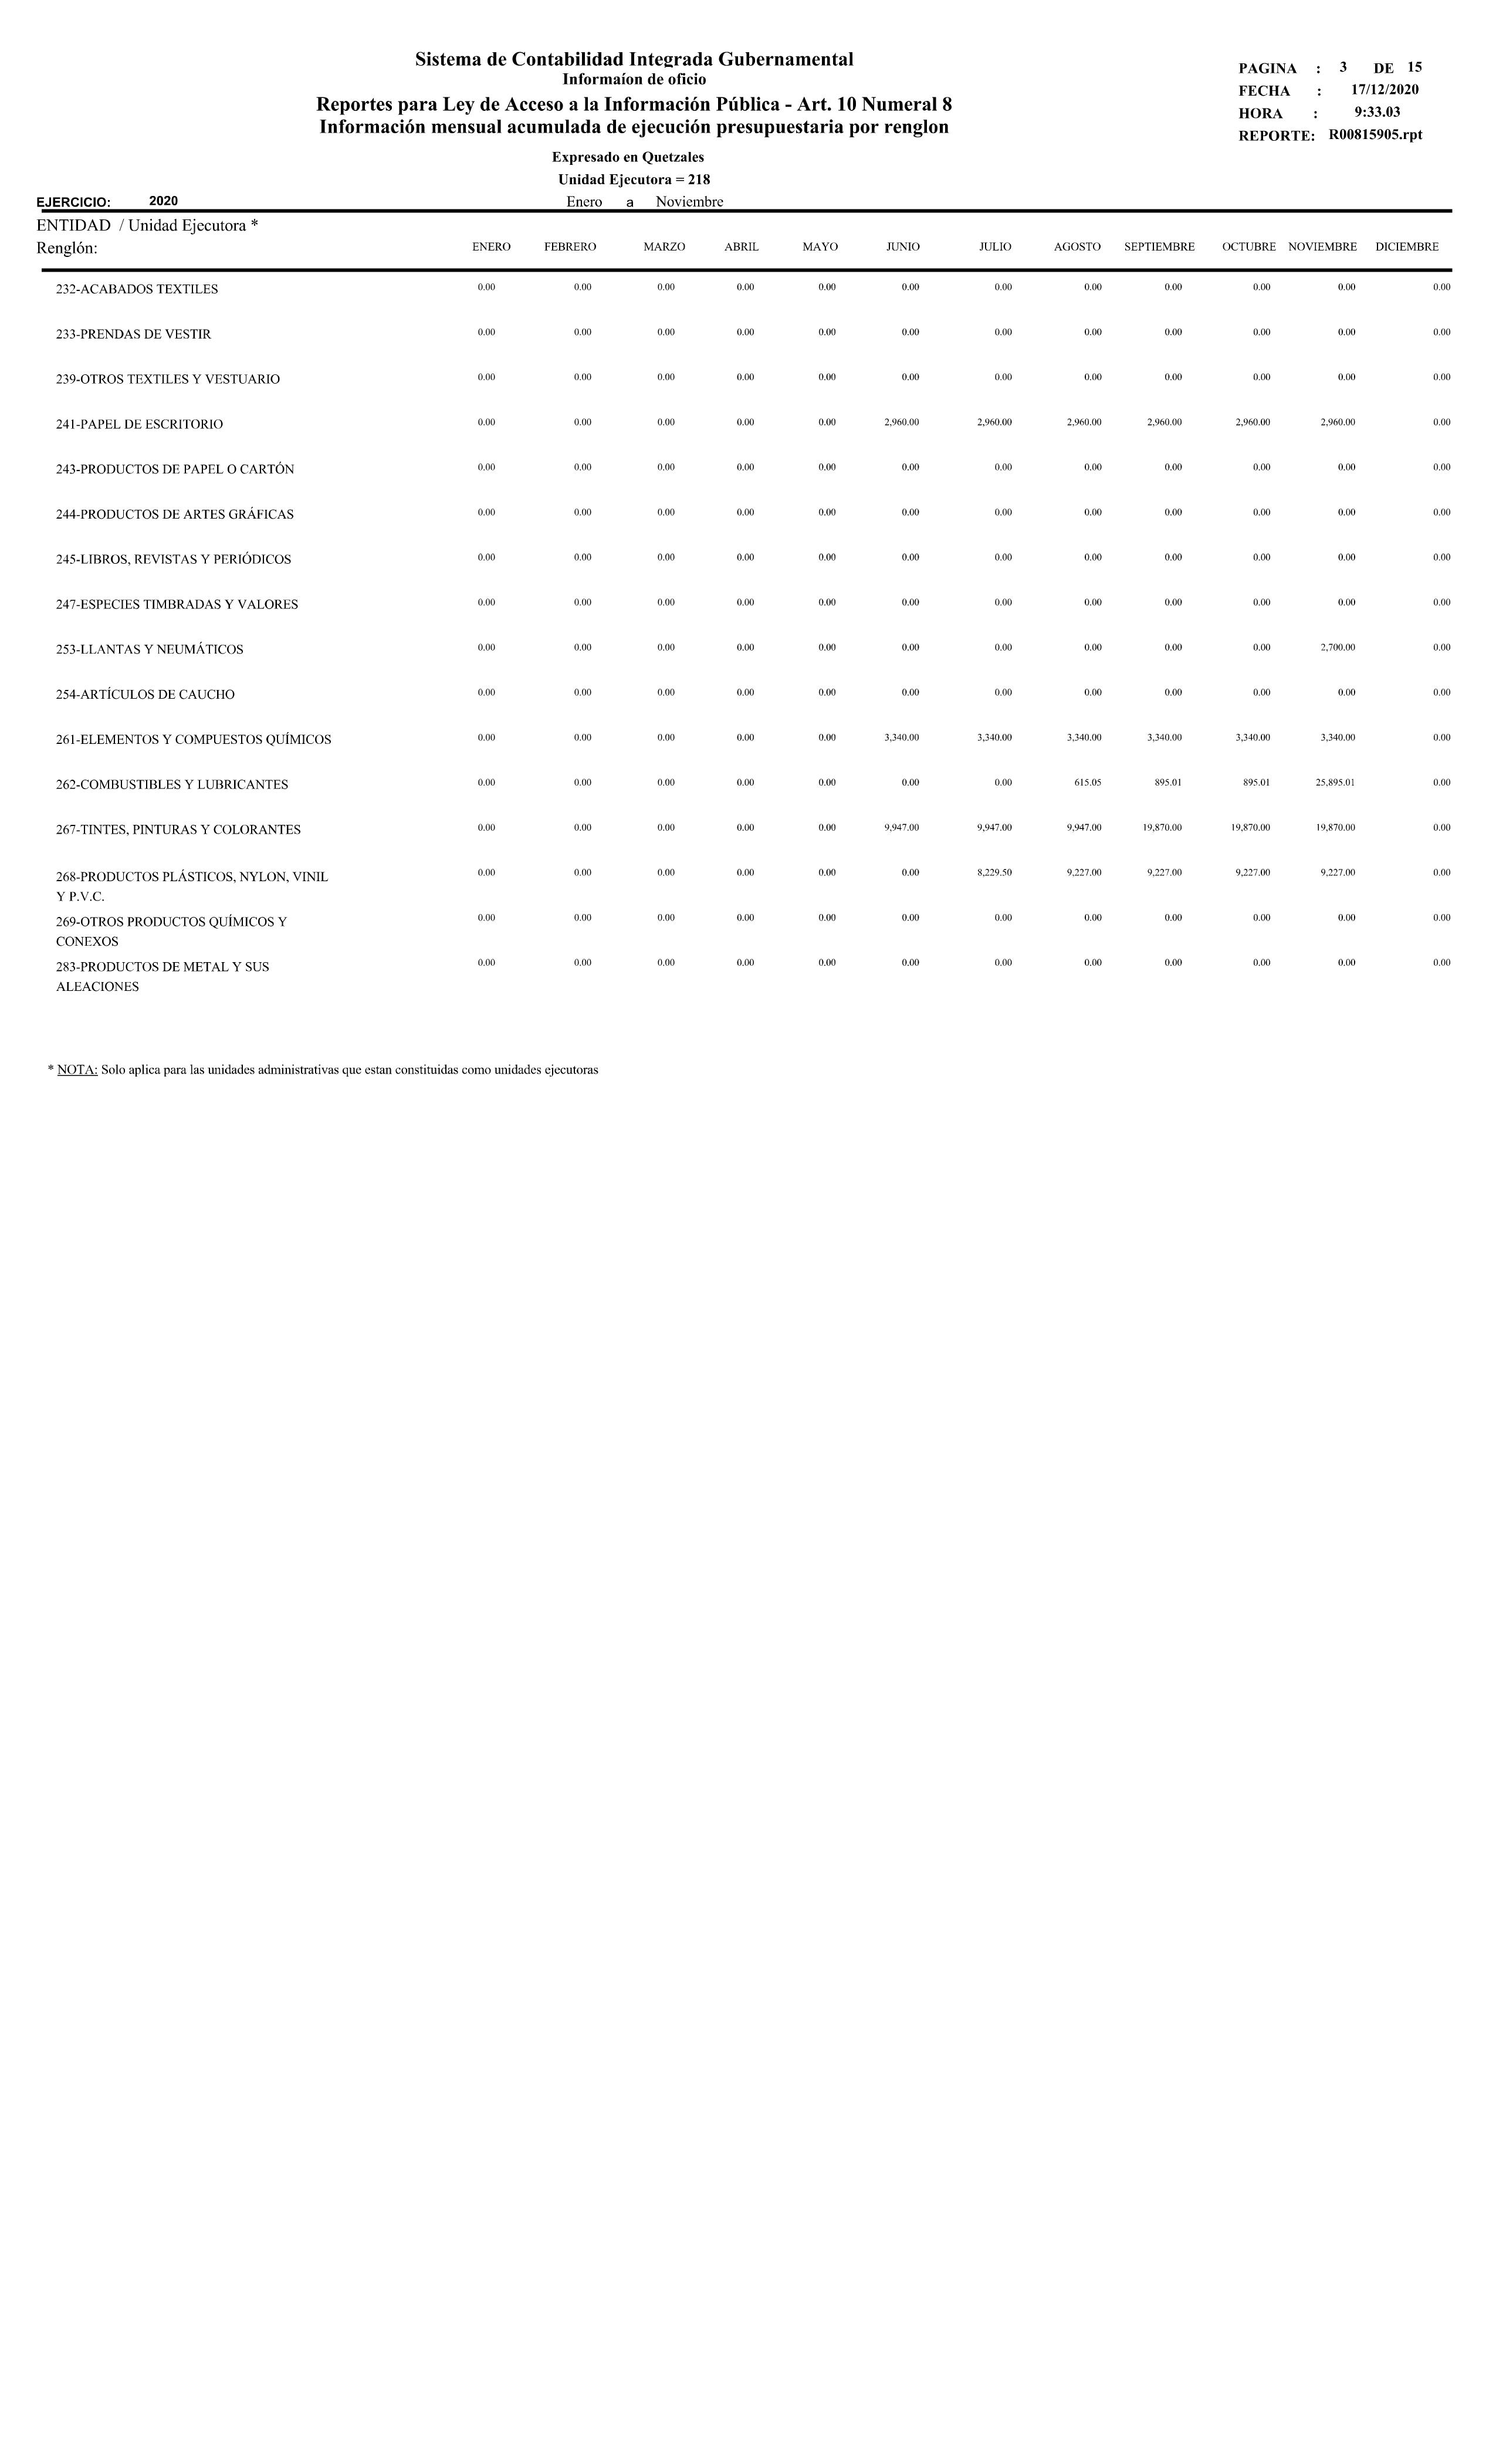 Sistema de Contabilidad Integrada Gubernamental
Informaíon de oficio
Reportes para Ley de Acceso a la Información Pública - Art. 10 Numeral 8
Información mensual acumulada de ejecución presupuestaria por renglon
Expresado en Quetzales
Unidad Ejecutora = 218
PAGINA : 3 DE 15
FECHA : 17/12/2020
HORA : 9:33.03
REPORTE: R00815905.rpt
EJERCICIO: 2020 Enero a Noviembre
ENTIDAD / Unidad Ejecutora *
Renglón: ENERO FEBRERO MARZO ABRIL MAYO JUNIO JULIO AGOSTO SEPTIEMBRE OCTUBRE NOVIEMBRE DICIEMBRE
232-ACABADOS TEXTILES 0.00 0.00 0.00 0.00 0.00 0.00 0.00 0.00 0.00 0.00 0.00 0.00
233-PRENDAS DE VESTIR 0.00 0.00 0.00 0.00 0.00 0.00 0.00 0.00 0.00 0.00 0.00 0.00
239-OTROS TEXTILES Y VESTUARIO 0.00 0.00 0.00 0.00 0.00 0.00 0.00 0.00 0.00 0.00 0.00 0.00
241-PAPEL DE ESCRITORIO 0.00 0.00 0.00 0.00 0.00 2,960.00 2,960.00 2,960.00 2,960.00 2,960.00 2,960.00 0.00
243-PRODUCTOS DE PAPEL O CARTÓN 0.00 0.00 0.00 0.00 0.00 0.00 0.00 0.00 0.00 0.00 0.00 0.00
244-PRODUCTOS DE ARTES GRÁFICAS 0.00 0.00 0.00 0.00 0.00 0.00 0.00 0.00 0.00 0.00 0.00 0.00
245-LIBROS, REVISTAS Y PERIÓDICOS 0.00 0.00 0.00 0.00 0.00 0.00 0.00 0.00 0.00 0.00 0.00 0.00
247-ESPECIES TIMBRADAS Y VALORES 0.00 0.00 0.00 0.00 0.00 0.00 0.00 0.00 0.00 0.00 0.00 0.00
253-LLANTAS Y NEUMÁTICOS 0.00 0.00 0.00 0.00 0.00 0.00 0.00 0.00 0.00 0.00 2,700.00 0.00
254-ARTÍCULOS DE CAUCHO 0.00 0.00 0.00 0.00 0.00 0.00 0.00 0.00 0.00 0.00 0.00 0.00
261-ELEMENTOS Y COMPUESTOS QUÍMICOS 0.00 0.00 0.00 0.00 0.00 3,340.00 3,340.00 3,340.00 3,340.00 3,340.00 3,340.00 0.00
262-COMBUSTIBLES Y LUBRICANTES 0.00 0.00 0.00 0.00 0.00 0.00 0.00 615.05 895.01 895.01 25,895.01 0.00
267-TINTES, PINTURAS Y COLORANTES 0.00 0.00 0.00 0.00 0.00 9,947.00 9,947.00 9,947.00 19,870.00 19,870.00 19,870.00 0.00
268-PRODUCTOS PLÁSTICOS, NYLON, VINIL 0.00 0.00 0.00 0.00 0.00 0.00 8,229.50 9,227.00 9,227.00 9,227.00 9,227.00 0.00
Y P.V.C.
269-OTROS PRODUCTOS QUÍMICOS Y 0.00 0.00 0.00 0.00 0.00 0.00 0.00 0.00 0.00 0.00 0.00 0.00
CONEXOS
283-PRODUCTOS DE METAL Y SUS 0.00 0.00 0.00 0.00 0.00 0.00 0.00 0.00 0.00 0.00 0.00 0.00
ALEACIONES
* NOTA: Solo aplica para las unidades administrativas que estan constituidas como unidades ejecutoras